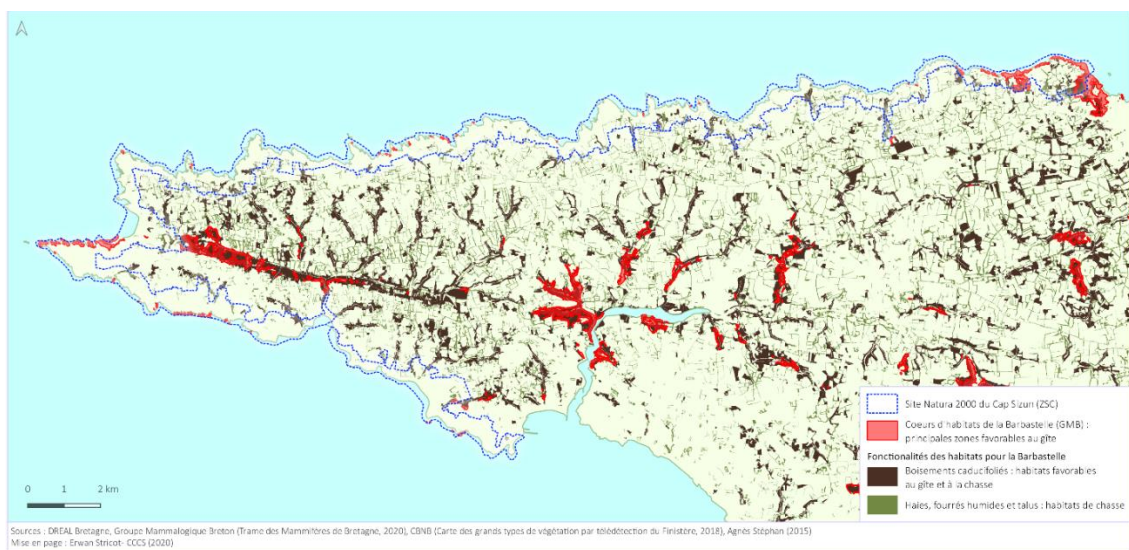 Site Natura 2000 du Cap Sizun (ZSC)
Coeurs d'habitats de la Barbastelle (GMB) :
principales zones favorables au gîte
Fonctionalités des habitats pour la Barbastelle
Boisements caducifoliés : habitats favorables
au gîte et à la chasse
Haies, fourrés humides et talus : habitats de chasse
0 1 2 km
Sources : DREAL Bretagne, Groupe Mammalogique Breton (Trame des Mammifères de Bretagne, 2020), CBNB (Carte des grands types de végétation par télédétection du Finistère, 2018), Agnès Stéphan (2015)
Mise en page : Erwan Stricot- CCCS (2020)